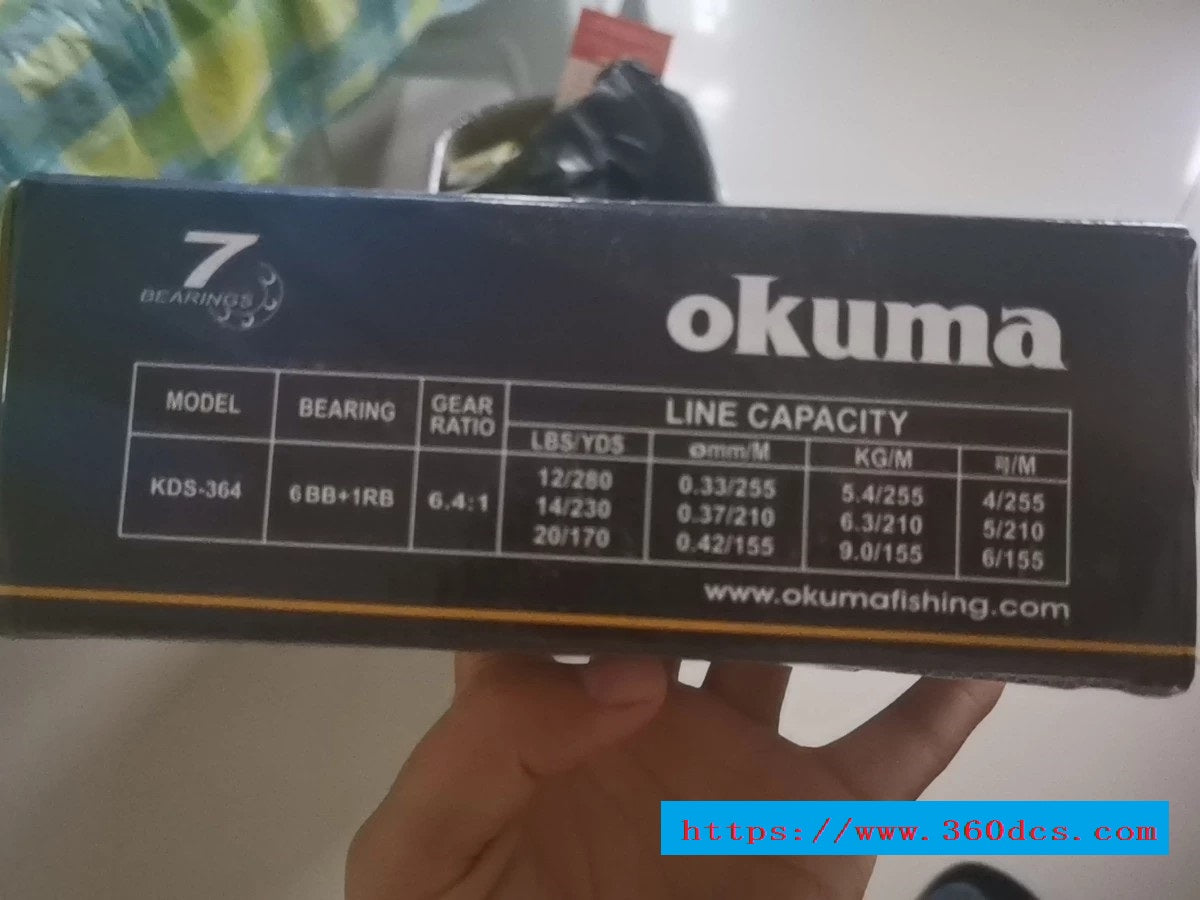 7
BEARINGS
okuma
MODEL BEARING GEAR RATIO LINE CAPACITY
LBS/YDS ømm/M KG/M 재/M
KDS-364 6BB+1RB 6.4:1
12/280 0.33/255 5.4/255 4/255
14/230 0.37/210 6.3/210 5/210
20/170 0.42/155 9.0/155 6/155
www.okumafishing.com
https://www.360dcs.com